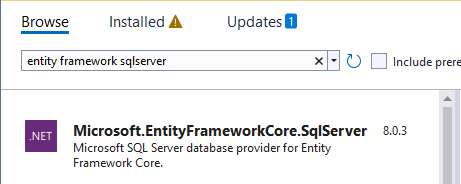 Browse Installed Updates 1
entity framework sqlserver Include prere
.NET Microsoft.EntityFrameworkCore.SqlServer 8.0.3
Microsoft SQL Server database provider for Entity
Framework Core.